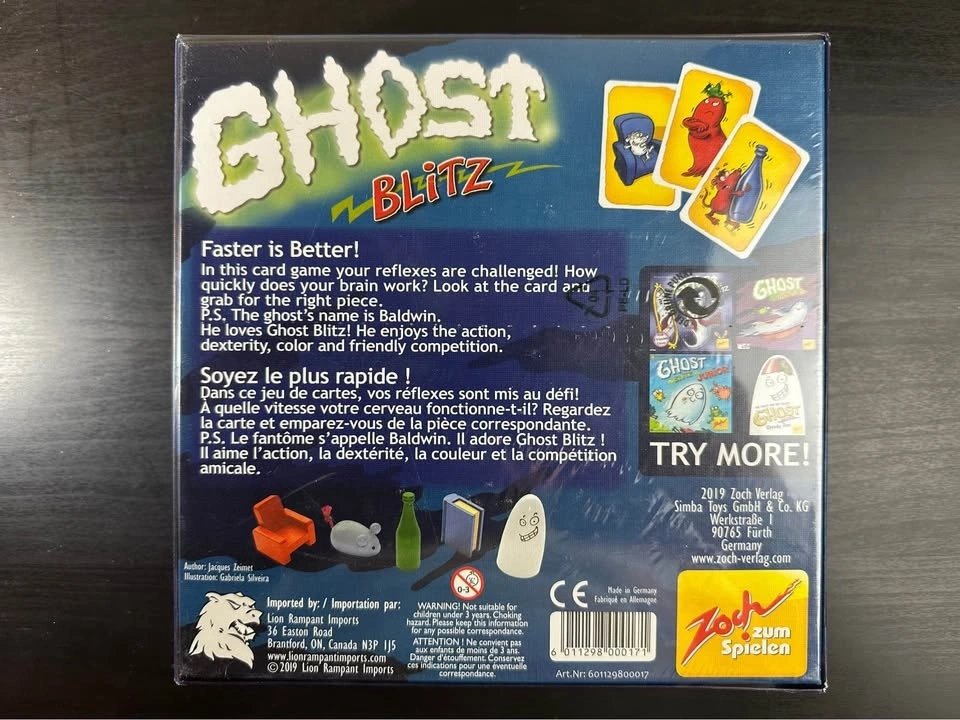 GHOST
BLiTZ
Faster is Better!
In this card game your reflexes are challenged! How
quickly does your brain work? Look at the card and
grab for the right piece.
P.S. The ghost's name is Baldwin.
He loves Ghost Blitz! He enjoys the action,
dexterity, color and friendly competition.
Soyez le plus rapide !
Dans ce jeu de cartes, vos réflexes sont mis au défi!
À quelle vitesse votre cerveau fonctionne-t-il? Regardez
la carte et emparez-vous de la pièce correspondante.
P.S. Le fantôme s'appelle Baldwin. Il adore Ghost Blitz !
Il aime l'action, la dextérité, la couleur et la compétition
amicale.
GHOST
GHOST
JUNIOR
GHOST
TRY MORE!
2019 Zoch Verlag
Simba Toys GmbH & Co. KG
Werkstraße 1
90765 Fürth
Germany
www.zoch-verlag.com
Author: Jacques Zeimet
Illustration: Gabriela Silveira
Imported by: / Importation par:
Lion Rampant Imports
36 Easton Road
Brantford, ON, Canada N3P 1J5
www.lionrampantimports.com
©2019 Lion Rampant Imports
0-3
WARNING! Not suitable for
children under 3 years. Choking
hazard. Please keep this information
for any possible correspondance.
ATTENTION ! Ne convient pas
aux enfants de moins de 3 ans.
Danger d'étouffement. Conservez
ces indications pour une éventuelle
correspondance.
CE
Made in Germany
Fabriqué en Allemagne
6 011298 000171
Art.Nr: 601129800017
Zoch
zum
Spielen